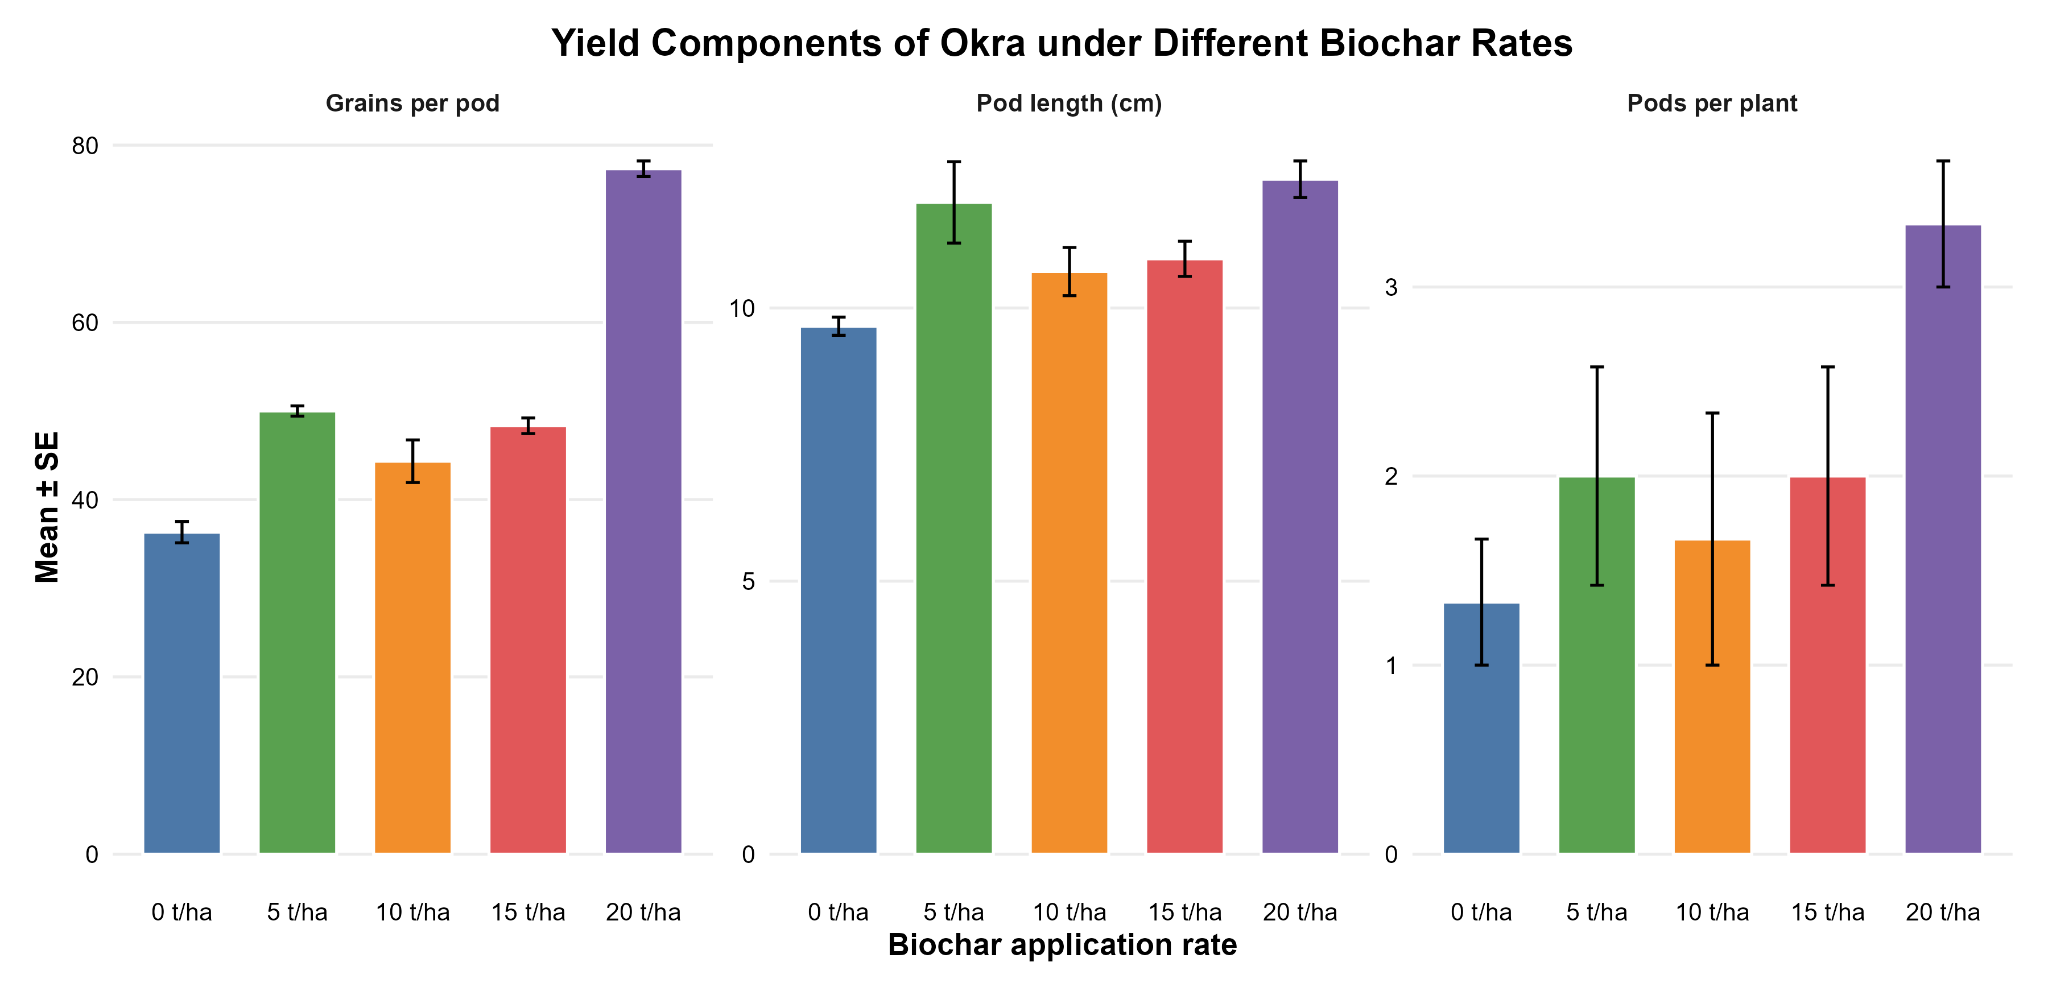 Yield Components of Okra under Different Biochar Rates
Grains per pod
Pod length (cm)
Pods per plant
Mean ± SE
80
60
40
20
0
10
5
0
3
2
1
0
0 t/ha 5 t/ha 10 t/ha 15 t/ha 20 t/ha
0 t/ha 5 t/ha 10 t/ha 15 t/ha 20 t/ha
0 t/ha 5 t/ha 10 t/ha 15 t/ha 20 t/ha
Biochar application rate